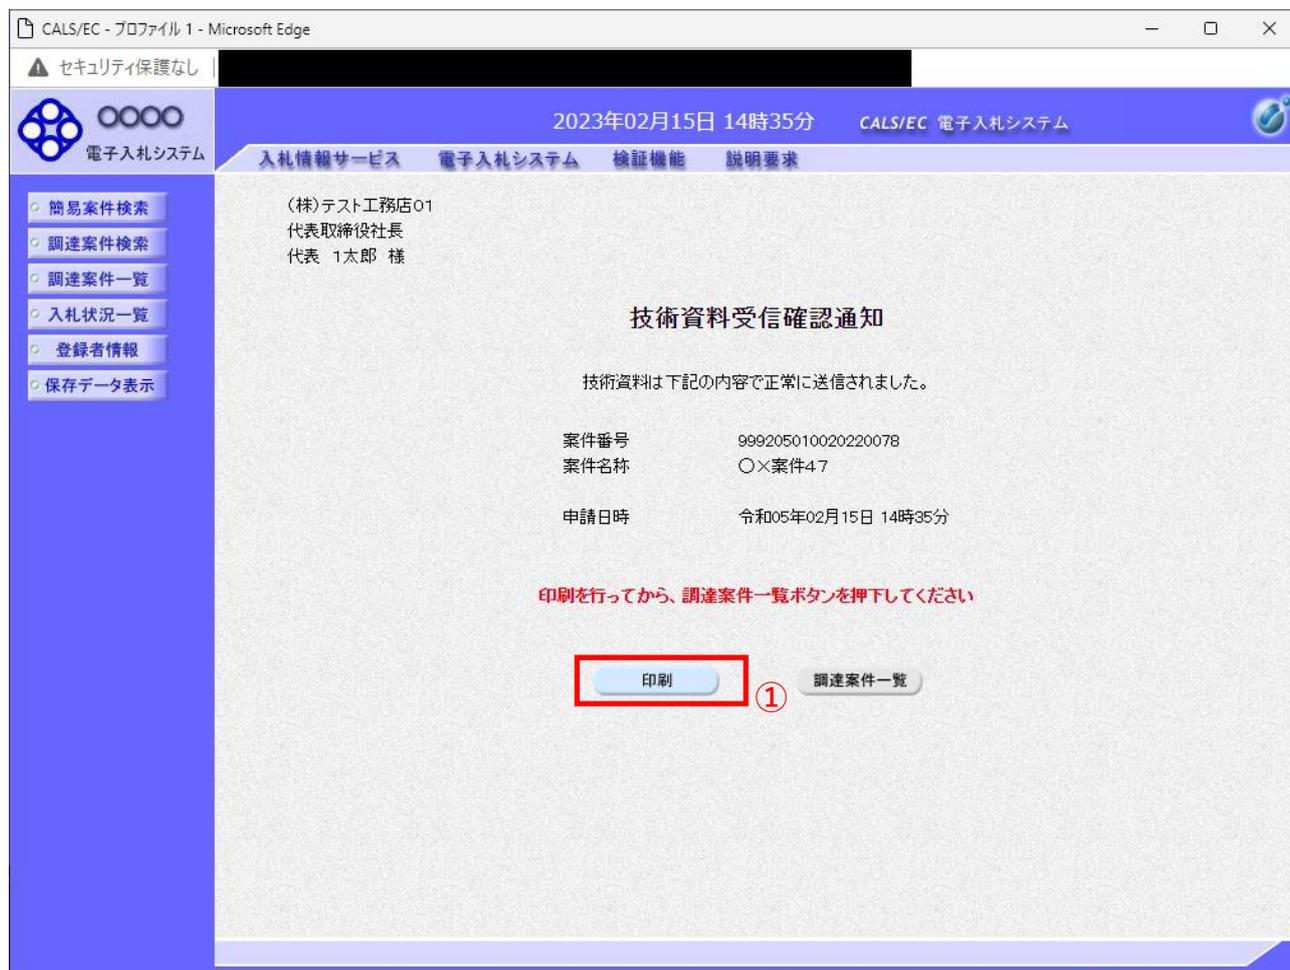 CALS/EC - プロファイル 1 - Microsoft Edge
セキュリティ保護なし
〇〇〇〇
電子入札システム
2023年02月15日 14時35分
CALS/EC 電子入札システム
入札情報サービス 電子入札システム 検証機能 説明要求
簡易案件検索
調達案件検索
調達案件一覧
入札状況一覧
登録者情報
保存データ表示
(株)テスト工務店01
代表取締役社長
代表 1太郎 様
技術資料受信確認通知
技術資料は下記の内容で正常に送信されました。
案件番号 999205010020220078
案件名称 〇×案件47
申請日時 令和05年02月15日 14時35分
印刷を行ってから、調達案件一覧ボタンを押下してください
印刷 ① 調達案件一覧